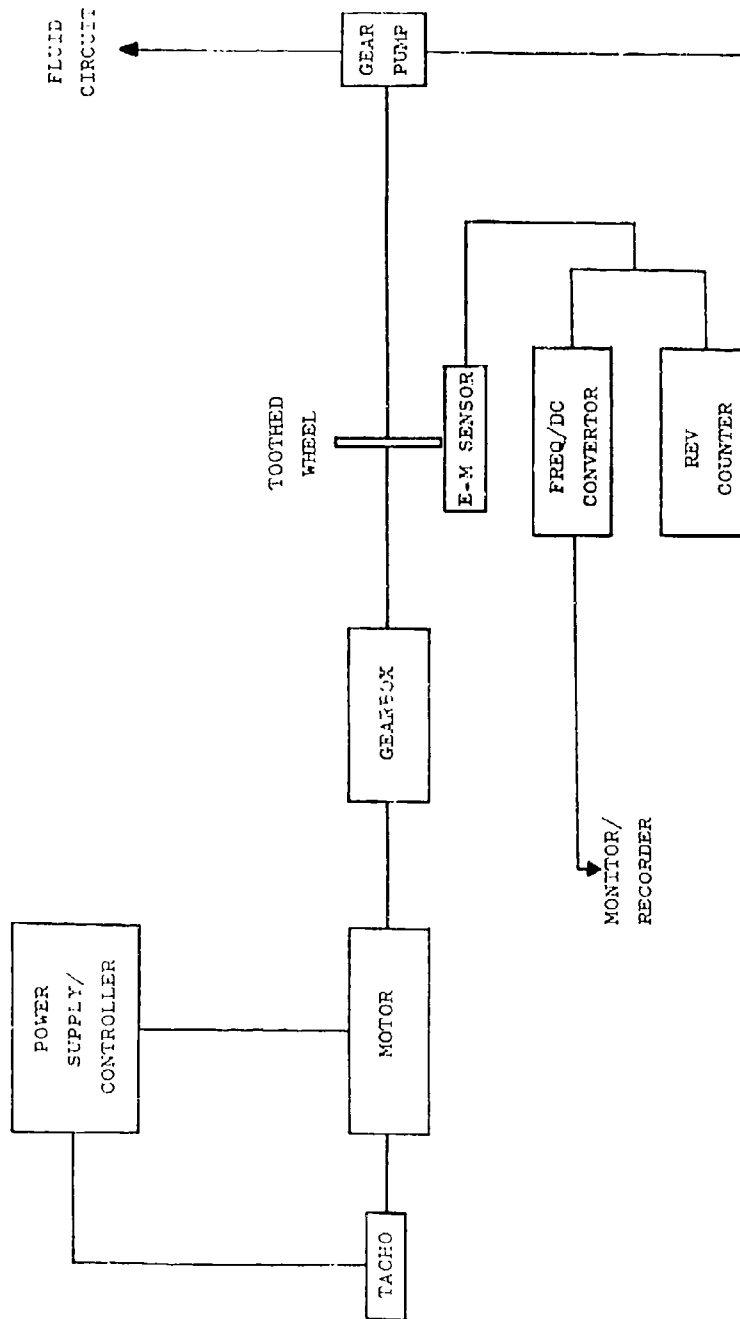 FLUID
CIRCUIT
GEAR
PUMP
TOOTHED
WHEEL
E-M SENSOR
FREQ/DC
CONVERTOR
REV
COUNTER
GEARBOX
MONITOR/
RECORDER
POWER
SUPPLY/
CONTROLLER
MOTOR
TACHO